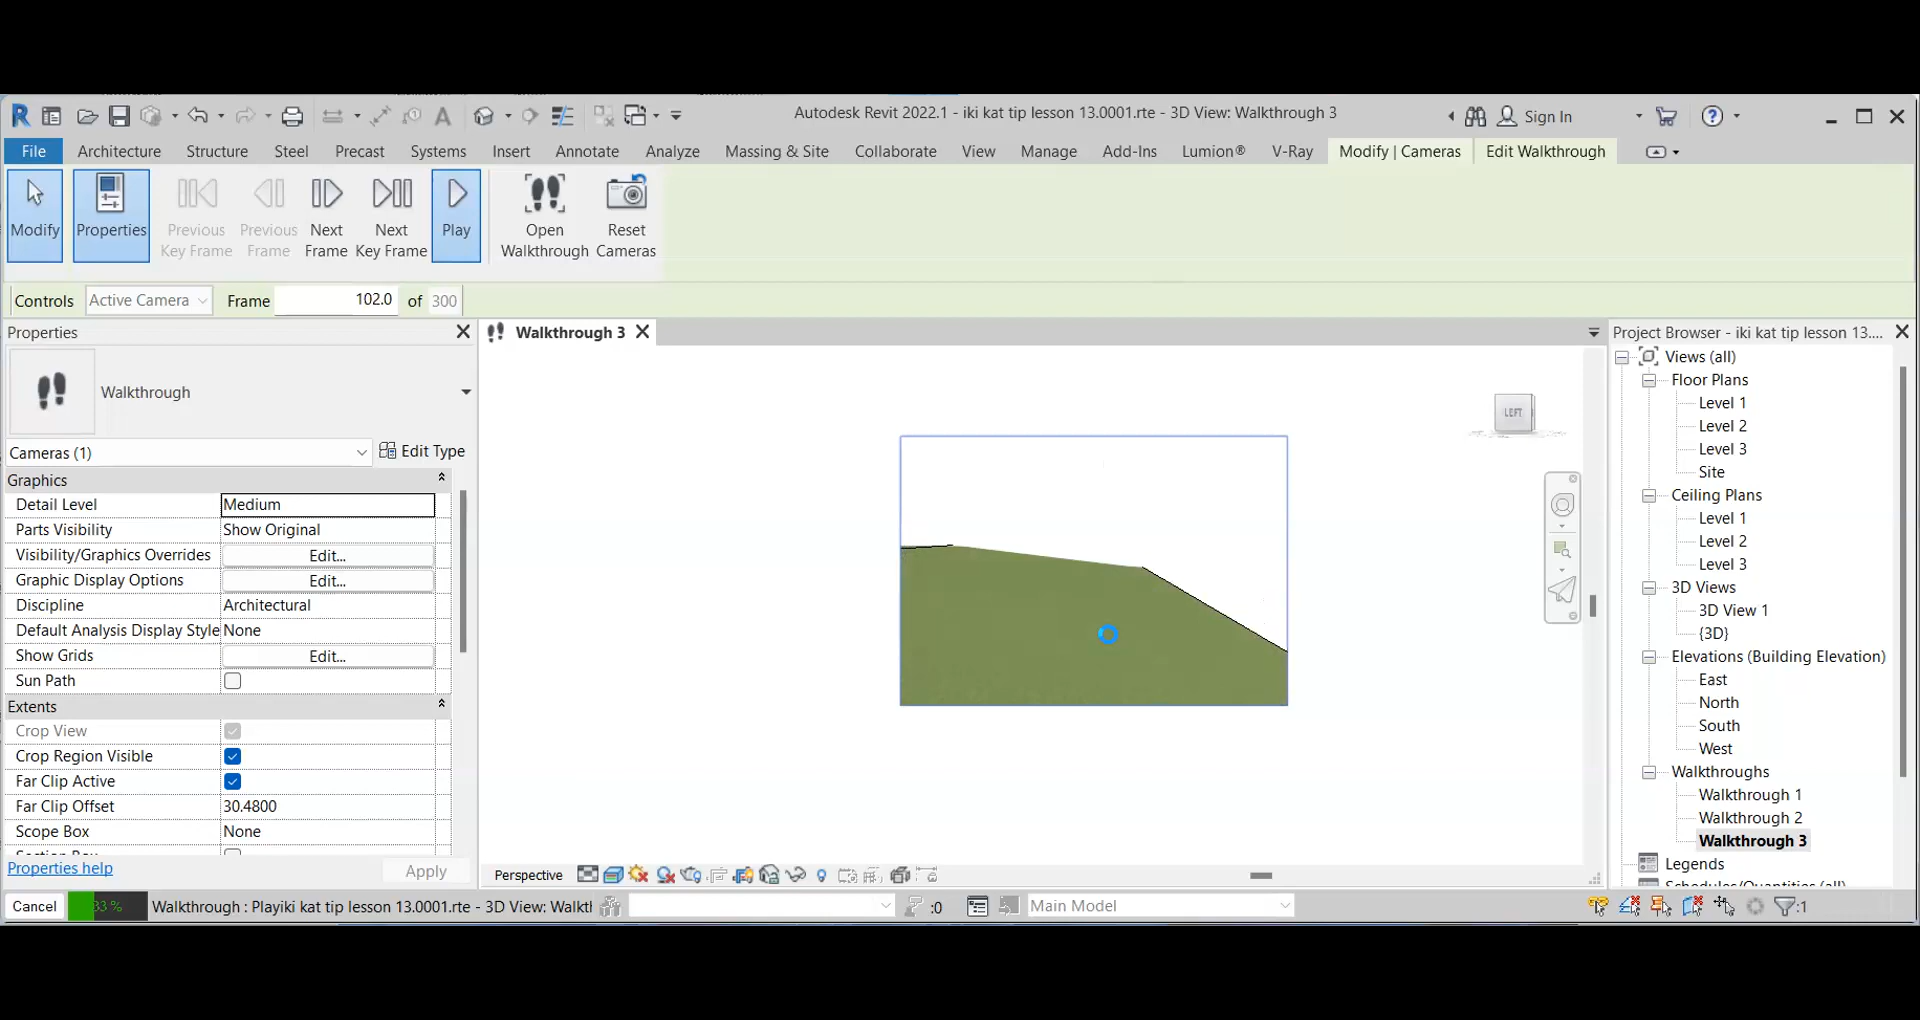 Autodesk Revit 2022.1 - iki kat tip lesson 13.0001.rte - 3D View: Walkthrough 3
Sign In
File Architecture Structure Steel Precast Systems Insert Annotate Analyze Massing & Site Collaborate View Manage Add-Ins Lumion® V-Ray Modify | Cameras Edit Walkthrough
Modify Properties Previous Key Frame Previous Frame Next Frame Next Key Frame Play Open Walkthrough Reset Cameras
Controls Active Camera Frame 102.0 of 300
Properties
Walkthrough 3
Project Browser - iki kat tip lesson 13....
Walkthrough
Cameras (1) Edit Type
Graphics
Detail Level Medium
Parts Visibility Show Original
Visibility/Graphics Overrides Edit...
Graphic Display Options Edit...
Discipline Architectural
Default Analysis Display Style None
Show Grids Edit...
Sun Path
Extents
Crop View
Crop Region Visible
Far Clip Active
Far Clip Offset 30.4800
Scope Box None
Properties help Apply
LEFT
Views (all)
Floor Plans
Level 1
Level 2
Level 3
Site
Ceiling Plans
Level 1
Level 2
Level 3
3D Views
3D View 1
{3D}
Elevations (Building Elevation)
East
North
South
West
Walkthroughs
Walkthrough 1
Walkthrough 2
Walkthrough 3
Legends
Schedules/Quantities (all)
Perspective
Cancel 33 % Walkthrough : Playiki kat tip lesson 13.0001.rte - 3D View: Walktl :0 Main Model :1